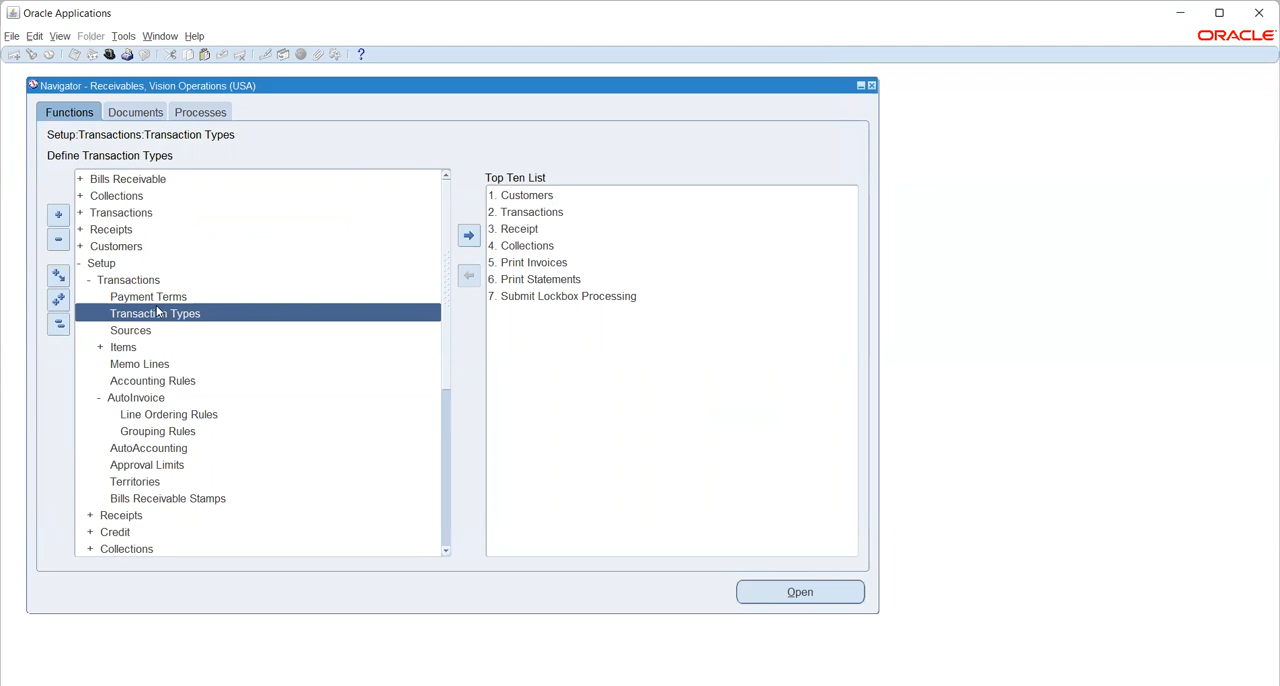 Oracle Applications
File Edit View Folder Tools Window Help
ORACLE
Navigator - Receivables, Vision Operations (USA)
Functions Documents Processes
Setup:Transactions:Transaction Types
Define Transaction Types
+ Bills Receivable
+ Collections
+ Transactions
+ Receipts
+ Customers
- Setup
- Transactions
Payment Terms
Transaction Types
Sources
+ Items
Memo Lines
Accounting Rules
- AutoInvoice
Line Ordering Rules
Grouping Rules
AutoAccounting
Approval Limits
Territories
Bills Receivable Stamps
+ Receipts
+ Credit
+ Collections
Top Ten List
1. Customers
2. Transactions
3. Receipt
4. Collections
5. Print Invoices
6. Print Statements
7. Submit Lockbox Processing
Open